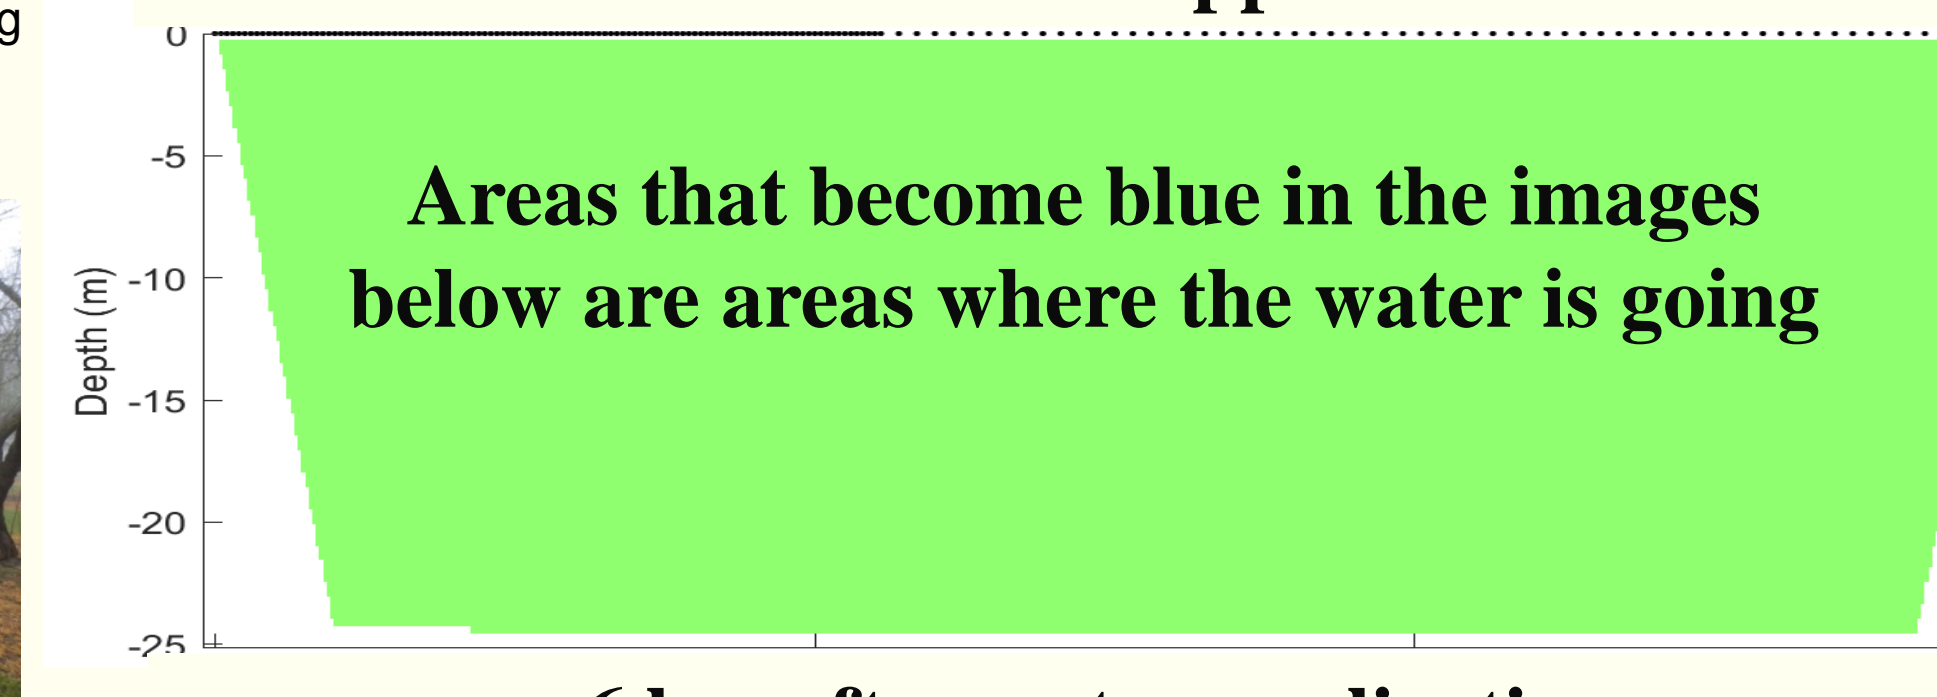 g
0
Areas that become blue in the images
below are areas where the water is going
-5
-10
-15
-20
-25
Depth (m)